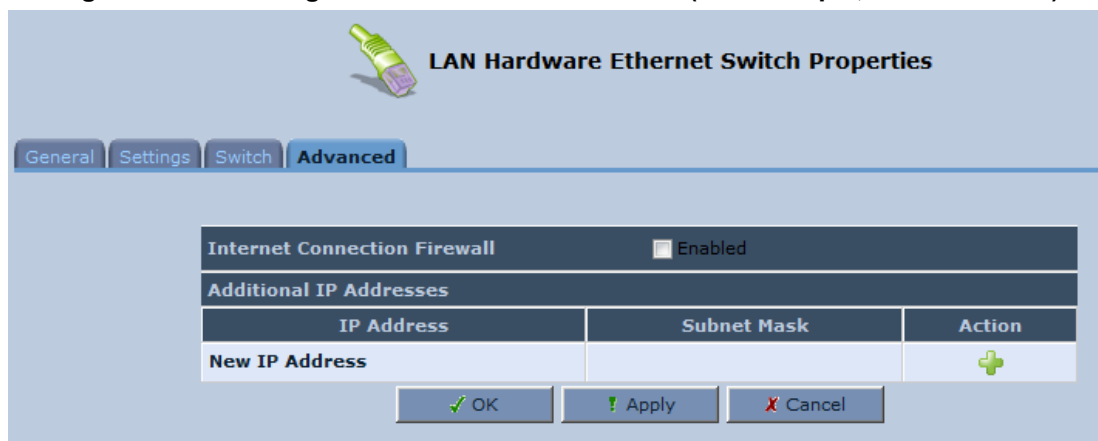 LAN Hardware Ethernet Switch Properties
General Settings Switch Advanced
Internet Connection Firewall Enabled
Additional IP Addresses
IP Address Subnet Mask Action
New IP Address
OK Apply Cancel